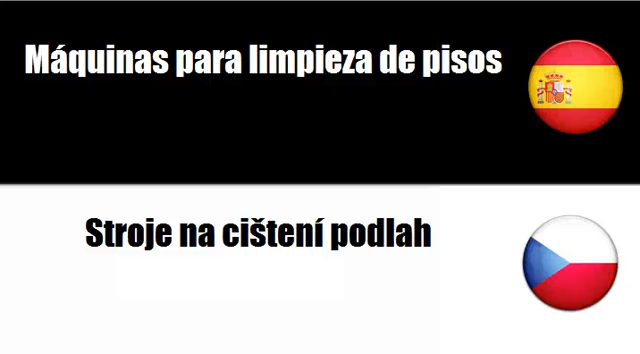 Máquinas para limpieza de pisos
Stroje na cištení podlah